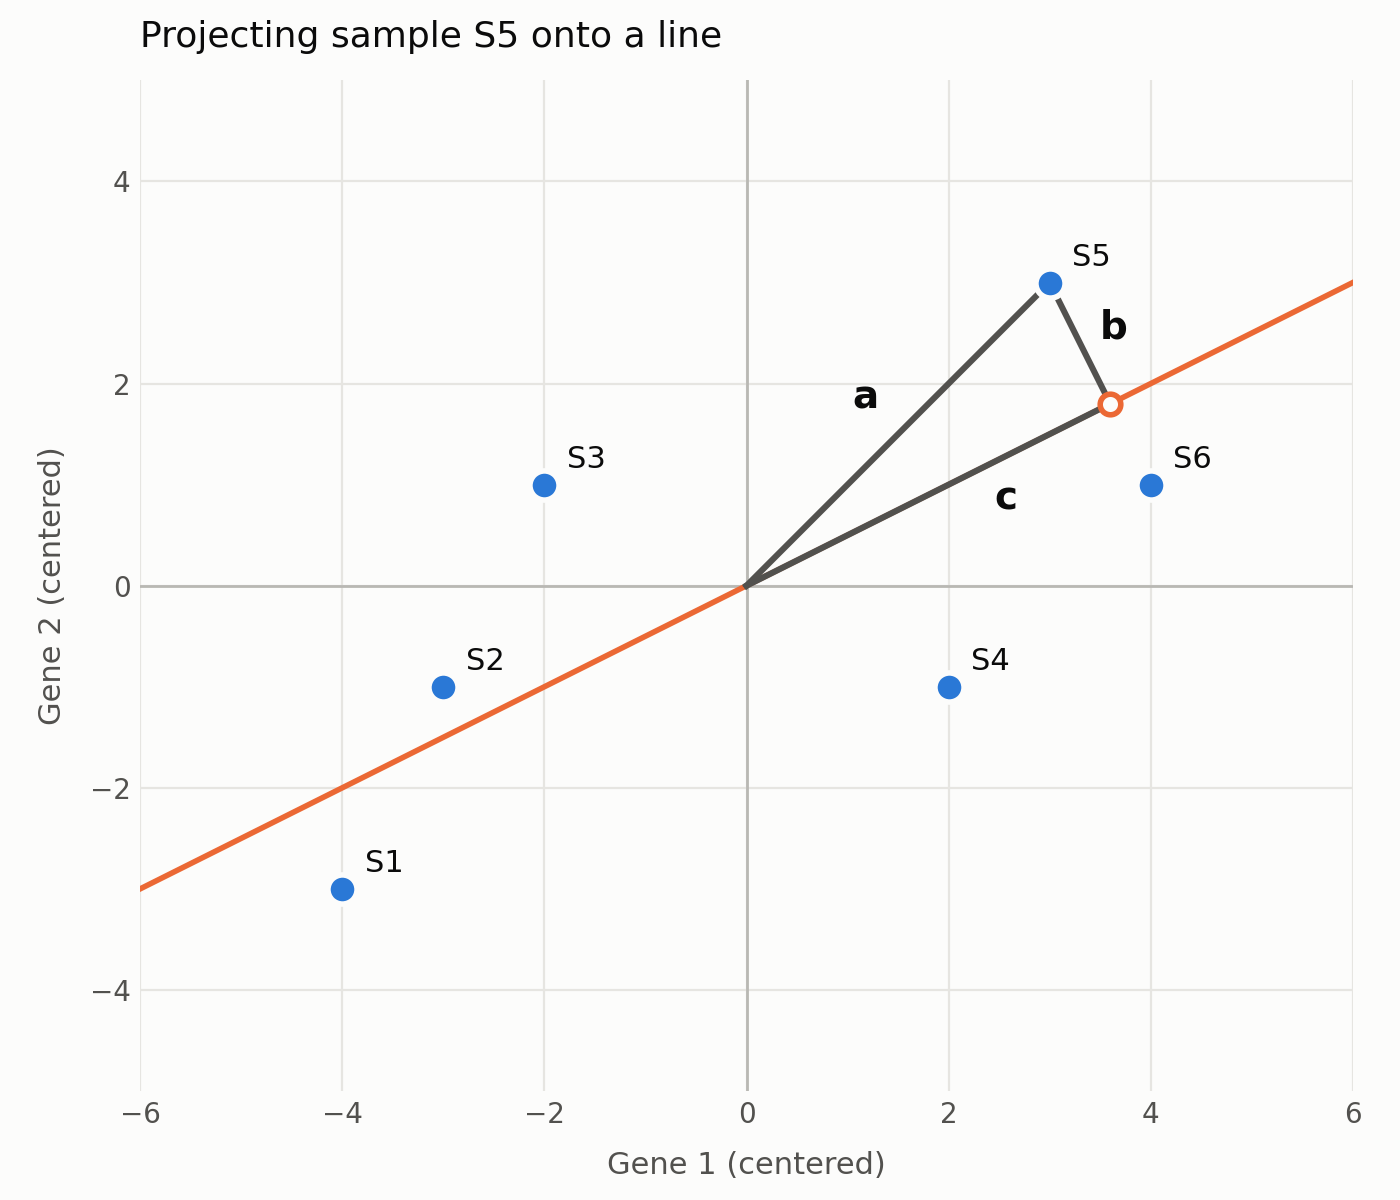 Projecting sample S5 onto a line
4
S5
b
2
a
S3
S6
c
0
S2
S4
−2
S1
−4
−6
−4
−2
0
2
4
6
Gene 1 (centered)
Gene 2 (centered)